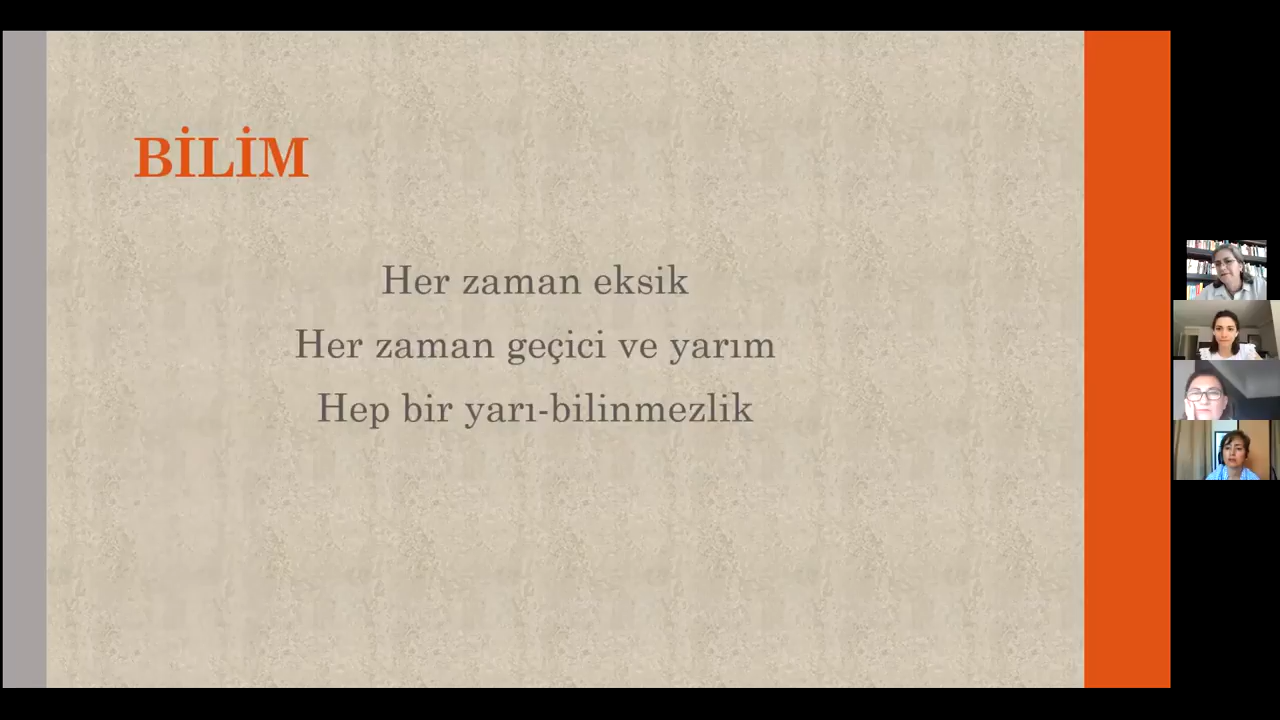 BİLİM
Her zaman eksik
Her zaman geçici ve yarım
Hep bir yarı-bilinmezlik